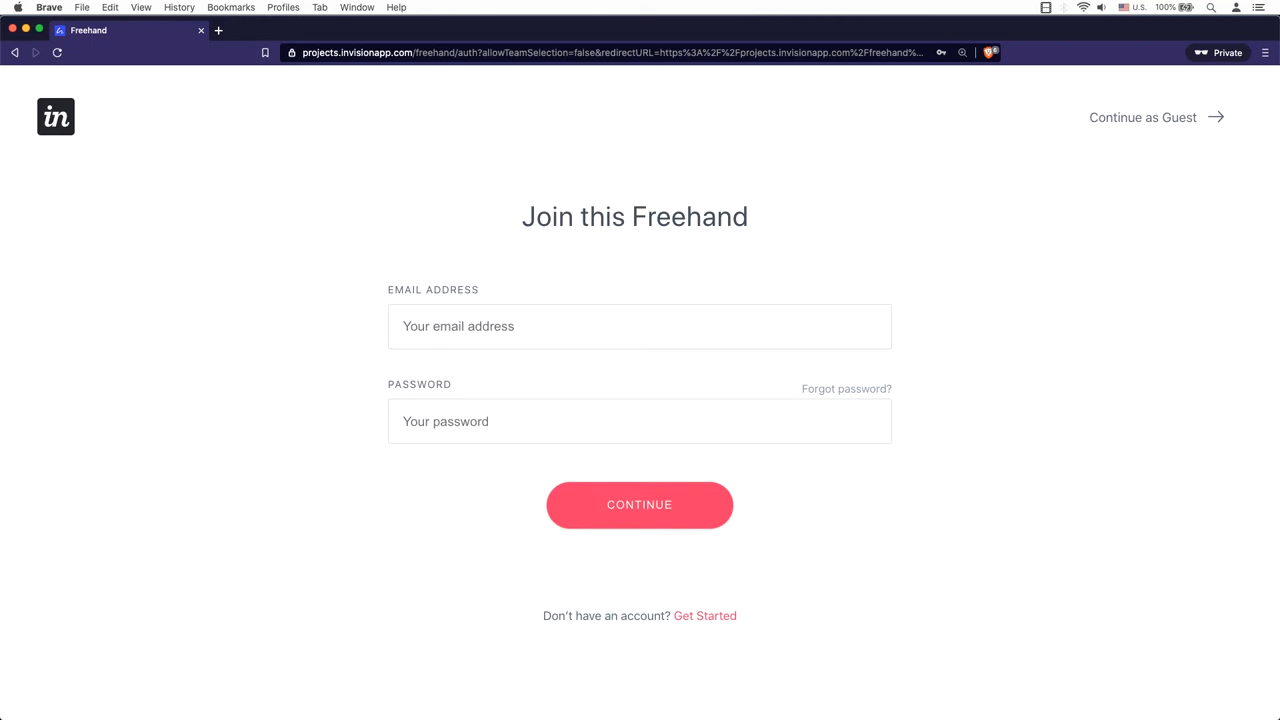 Brave File Edit View History Bookmarks Profiles Tab Window Help U.S. 100%
Freehand
projects.invisionapp.com/freehand/auth?allowTeamSelection=false&redirectURL=https%3A%2F%2Fprojects.invisionapp.com%2Ffreehand%... Private
in
Continue as Guest
Join this Freehand
EMAIL ADDRESS
Your email address
PASSWORD
Forgot password?
Your password
CONTINUE
Don't have an account? Get Started